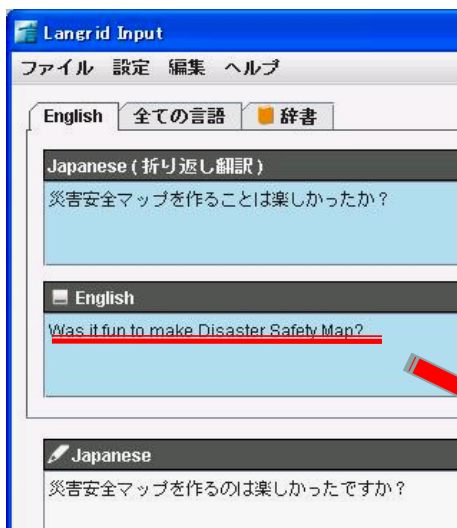 Langrid Input
ファイル 設定 編集 ヘルプ
English 全ての言語 辞書
Japanese (折り返し翻訳)
災害安全マップを作ることは楽しかったか？
English
Was it fun to make Disaster Safety Map?
Japanese
災害安全マップを作るのは楽しかったですか？